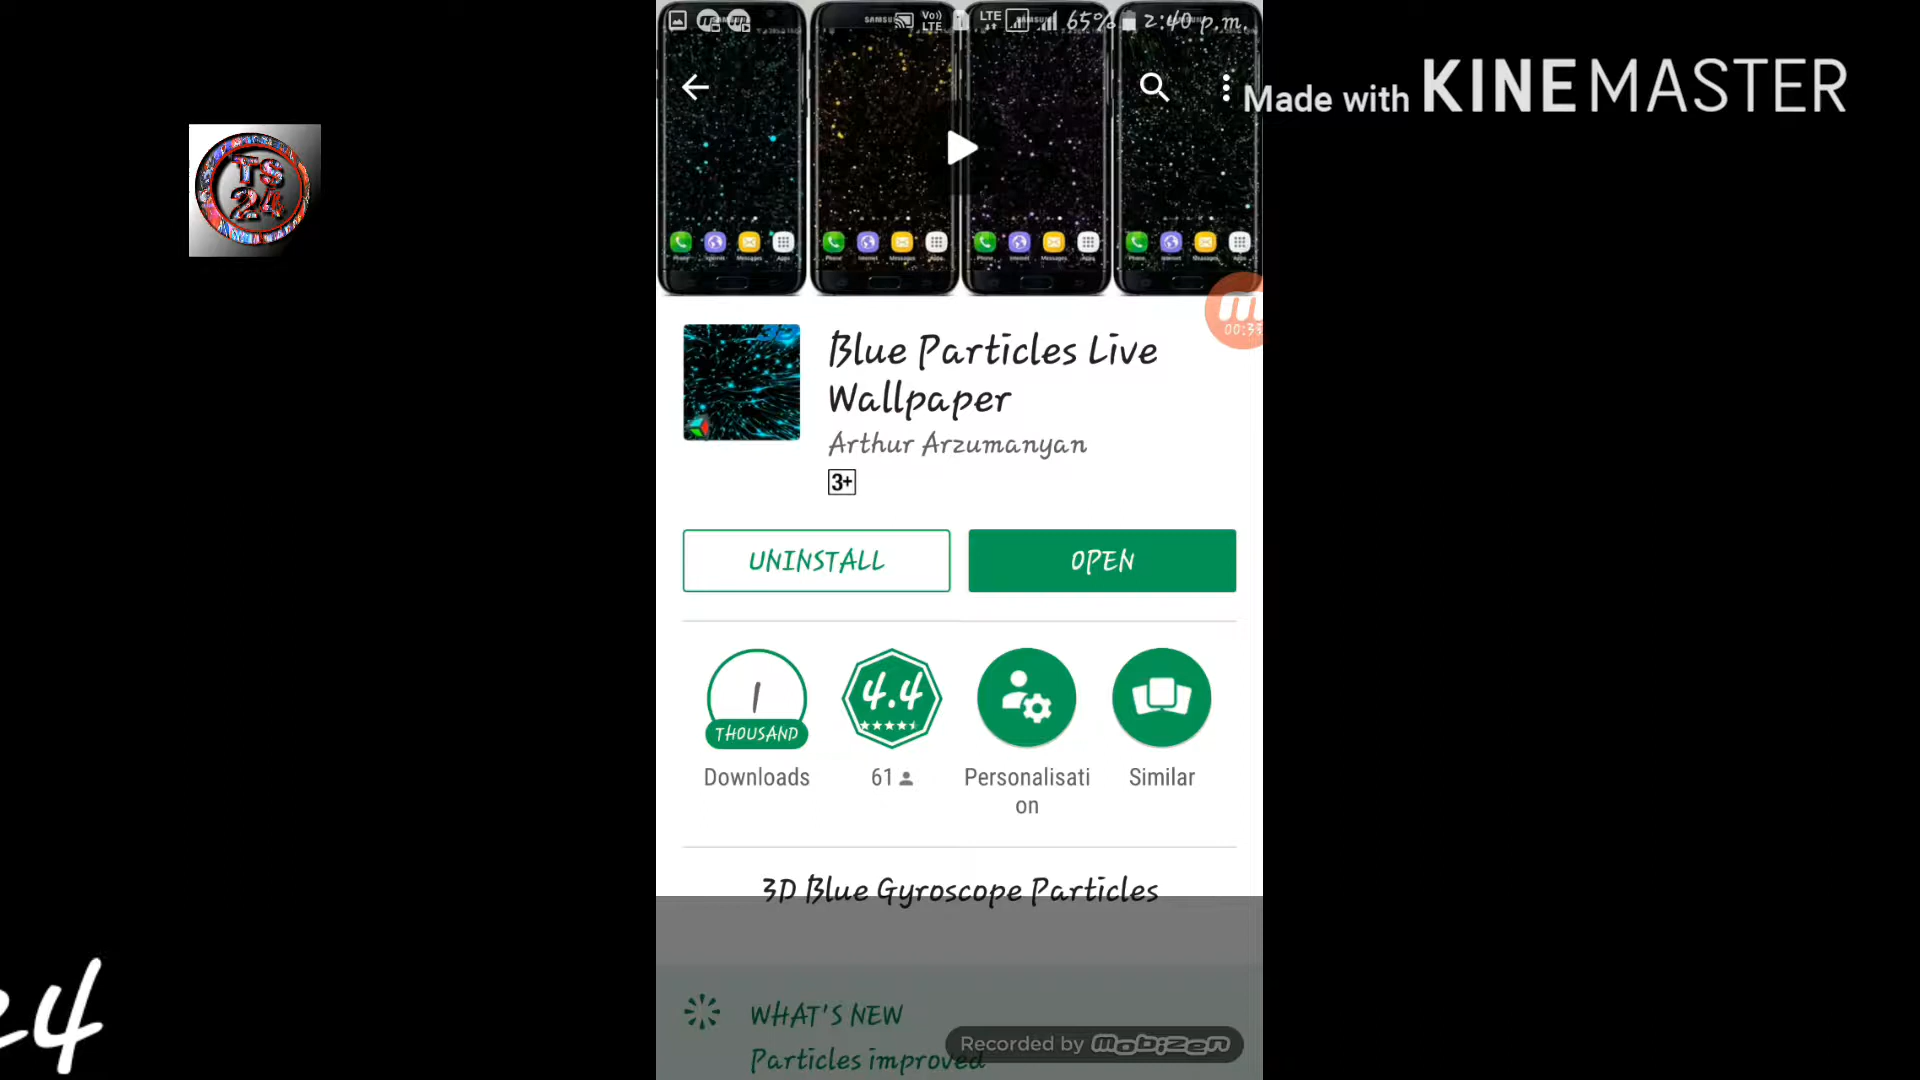 Vo)) LTE LTE 65% 2:40 p.m.
Made with KINEMASTER
TS
24
00:33
Blue Particles Live
Wallpaper
Arthur Arzumanyan
3+
UNINSTALL OPEN
1 4.4
THOUSAND
Downloads 61 Personalisati Similar
on
3D Blue Gyroscope Particles
24
WHAT'S NEW
Recorded by mobizen
Particles improved